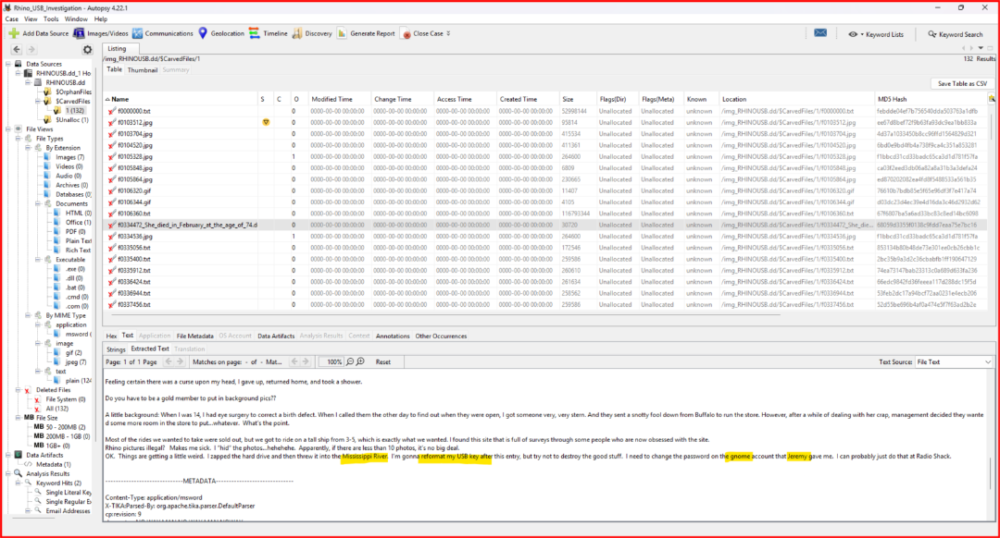 Rhino_USB_Investigation - Autopsy 4.22.1
Case View Tools Window Help
Add Data Source Images/Videos Communications Geolocation Timeline Discovery Generate Report Close Case Keyword Lists Keyword Search
Listing
/img_RHINOUSB.dd/$CarvedFiles/1 132 Results
Table Thumbnail Summary
Save Table as CSV
Data Sources
RHINOUSB.dd_1 Ho
RHINOUSB.dd
$OrphanFiles
$CarvedFiles
1 (132)
$Unalloc (1)
File Views
File Types
By Extension
Images (7)
Videos (0)
Audio (0)
Archives (0)
Databases (0)
Documents
HTML (0)
Office (1)
PDF (0)
Plain Text
Rich Text
Executable
.exe (0)
.dll (0)
.bat (0)
.cmd (0)
.com (0)
By MIME Type
application
msword (
image
gif (2)
jpeg (7)
text
plain (124
Deleted Files
File System (0)
All (132)
MB File Size
MB 50 - 200MB (2)
MB 200MB - 1GB (0)
MB 1GB+ (0)
Data Artifacts
Metadata (1)
Analysis Results
Keyword Hits (2)
Single Literal Key
Single Regular Ex
Email Addresses
Name S C O Modified Time Change Time Access Time Created Time Size Flags(Dir) Flags(Meta) Known Location MD5 Hash
f0000000.txt 0 0000-00-00 00:00:00 0000-00-00 00:00:00 0000-00-00 00:00:00 0000-00-00 00:00:00 52998144 Unallocated Unallocated unknown /img_RHINOUSB.dd/$CarvedFiles/1/f0000000.txt
f0103512.jpg 0 0000-00-00 00:00:00 0000-00-00 00:00:00 0000-00-00 00:00:00 0000-00-00 00:00:00 95814 Unallocated Unallocated unknown /img_RHINOUSB.dd/$CarvedFiles/1/f0103512.jpg
f0103704.jpg 0 0000-00-00 00:00:00 0000-00-00 00:00:00 0000-00-00 00:00:00 0000-00-00 00:00:00 415534 Unallocated Unallocated unknown /img_RHINOUSB.dd/$CarvedFiles/1/f0103704.jpg
f0104520.jpg 0 0000-00-00 00:00:00 0000-00-00 00:00:00 0000-00-00 00:00:00 0000-00-00 00:00:00 411361 Unallocated Unallocated unknown /img_RHINOUSB.dd/$CarvedFiles/1/f0104520.jpg
f0105328.jpg 1 0000-00-00 00:00:00 0000-00-00 00:00:00 0000-00-00 00:00:00 0000-00-00 00:00:00 264600 Unallocated Unallocated unknown /img_RHINOUSB.dd/$CarvedFiles/1/f0105328.jpg
f0105848.jpg 0 0000-00-00 00:00:00 0000-00-00 00:00:00 0000-00-00 00:00:00 0000-00-00 00:00:00 6809 Unallocated Unallocated unknown /img_RHINOUSB.dd/$CarvedFiles/1/f0105848.jpg
f0105864.jpg 0 0000-00-00 00:00:00 0000-00-00 00:00:00 0000-00-00 00:00:00 0000-00-00 00:00:00 230665 Unallocated Unallocated unknown /img_RHINOUSB.dd/$CarvedFiles/1/f0105864.jpg
f0106320.gif 0 0000-00-00 00:00:00 0000-00-00 00:00:00 0000-00-00 00:00:00 0000-00-00 00:00:00 11407 Unallocated Unallocated unknown /img_RHINOUSB.dd/$CarvedFiles/1/f0106320.gif
f0106344.gif 0 0000-00-00 00:00:00 0000-00-00 00:00:00 0000-00-00 00:00:00 0000-00-00 00:00:00 4105 Unallocated Unallocated unknown /img_RHINOUSB.dd/$CarvedFiles/1/f0106344.gif
f0106360.txt 0 0000-00-00 00:00:00 0000-00-00 00:00:00 0000-00-00 00:00:00 0000-00-00 00:00:00 116793344 Unallocated Unallocated unknown /img_RHINOUSB.dd/$CarvedFiles/1/f0106360.txt
f0334472_She_died_in_February_at_the_age_of_74.d 0 0000-00-00 00:00:00 0000-00-00 00:00:00 0000-00-00 00:00:00 0000-00-00 00:00:00 30720 Unallocated Unallocated unknown /img_RHINOUSB.dd/$CarvedFiles/1/f0334472_She_die...
f0334536.jpg 1 0000-00-00 00:00:00 0000-00-00 00:00:00 0000-00-00 00:00:00 0000-00-00 00:00:00 264600 Unallocated Unallocated unknown /img_RHINOUSB.dd/$CarvedFiles/1/f0334536.jpg
f0335056.txt 0 0000-00-00 00:00:00 0000-00-00 00:00:00 0000-00-00 00:00:00 0000-00-00 00:00:00 172546 Unallocated Unallocated unknown /img_RHINOUSB.dd/$CarvedFiles/1/f0335056.txt
f0335400.txt 0 0000-00-00 00:00:00 0000-00-00 00:00:00 0000-00-00 00:00:00 0000-00-00 00:00:00 259586 Unallocated Unallocated unknown /img_RHINOUSB.dd/$CarvedFiles/1/f0335400.txt
f0335912.txt 0 0000-00-00 00:00:00 0000-00-00 00:00:00 0000-00-00 00:00:00 0000-00-00 00:00:00 260610 Unallocated Unallocated unknown /img_RHINOUSB.dd/$CarvedFiles/1/f0335912.txt
f0336424.txt 0 0000-00-00 00:00:00 0000-00-00 00:00:00 0000-00-00 00:00:00 0000-00-00 00:00:00 261634 Unallocated Unallocated unknown /img_RHINOUSB.dd/$CarvedFiles/1/f0336424.txt
f0336944.txt 0 0000-00-00 00:00:00 0000-00-00 00:00:00 0000-00-00 00:00:00 0000-00-00 00:00:00 258562 Unallocated Unallocated unknown /img_RHINOUSB.dd/$CarvedFiles/1/f0336944.txt
f0337456.txt 0 0000-00-00 00:00:00 0000-00-00 00:00:00 0000-00-00 00:00:00 0000-00-00 00:00:00 259586 Unallocated Unallocated unknown /img_RHINOUSB.dd/$CarvedFiles/1/f0337456.txt
Hex Text Application File Metadata OS Account Data Artifacts Analysis Results Context Annotations Other Occurrences
Strings Extracted Text Translation
Page: 1 of 1 Page Matches on page: - of - Mat... 100% Reset Text Source: File Text
Feeling certain there was a curse upon my head, I gave up, returned home, and took a shower.
Do you have to be a gold member to put in background pics??
A little background: When I was 14, I had eye surgery to correct a birth defect. When I called them the other day to find out when they were open, I got someone very, very stern. And they sent a snotty fool down from Buffalo to run the store. However, after a while of dealing with her crap, management decided they wante
d some more room in the store to put...whatever. What's the point.
Most of the rides we wanted to take were sold out, but we got to ride on a tall ship from 3-5, which is exactly what we wanted. I found this site that is full of surveys through some people who are now obsessed with the site.
Rhino pictures illegal? Makes me sick. I "hid" the photos...hehehehe. Apparently, if there are less than 10 photos, it's no big deal.
OK. Things are getting a little weird. I zapped the hard drive and then threw it into the Mississippi River. I'm gonna reformat my USB key after this entry, but try not to destroy the good stuff. I need to change the password on the gnome account that Jeremy gave me. I can probably just do that at Radio Shack.
------------------------------METADATA------------------------------
Content-Type: application/msword
X-TIKA:Parsed-By: org.apache.tika.parser.DefaultParser
cp:revision: 9